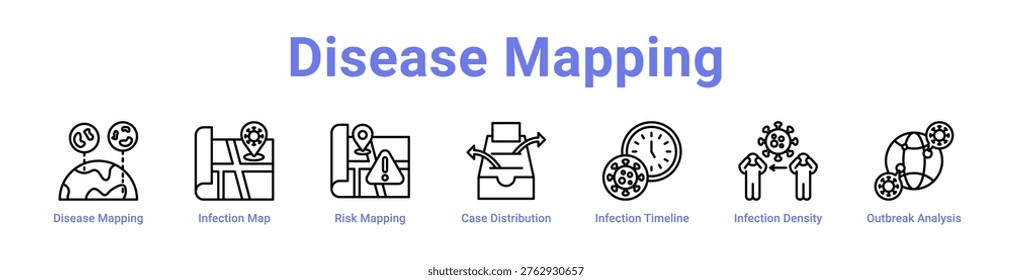 Disease Mapping
Disease Mapping
Infection Map
Risk Mapping
Case Distribution
Infection Timeline
Infection Density
Outbreak Analysis
shutterstock.com · 2762930657